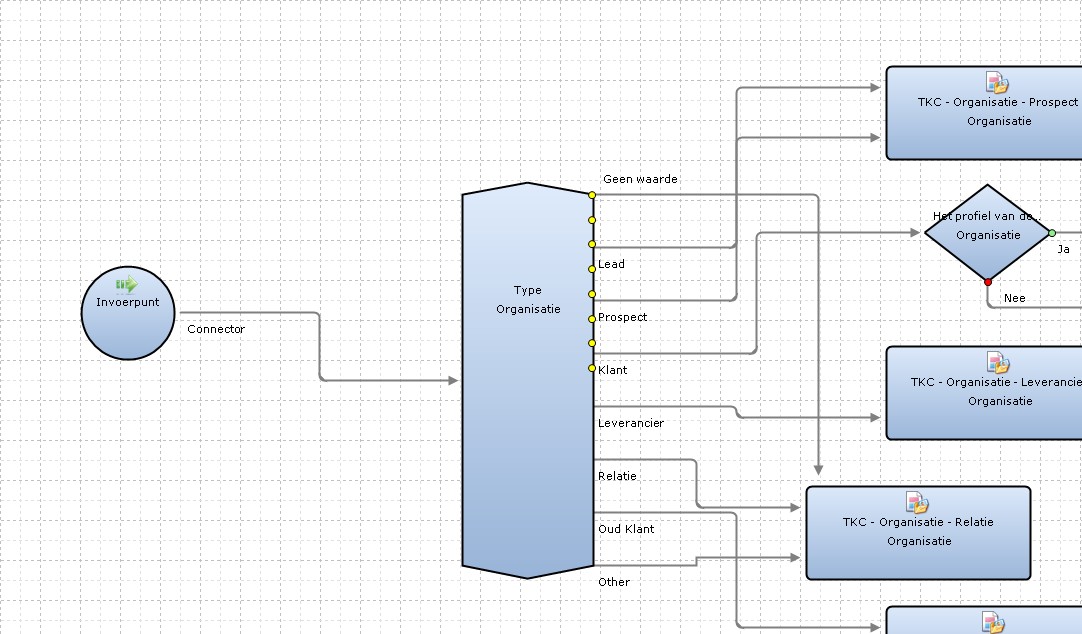 TKC - Organisatie - Prospect
Organisatie
Geen waarde
Het profiel van de...
Organisatie
Ja
Lead
Type
Organisatie
Invoerpunt
Nee
Prospect
Connector
Klant
TKC - Organisatie - Leverancie
Organisatie
Leverancier
Relatie
TKC - Organisatie - Relatie
Organisatie
Oud Klant
Other